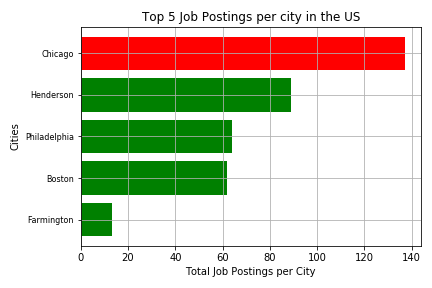 Top 5 Job Postings per city in the US
Cities
Chicago
Henderson
Philadelphia
Boston
Farmington
0 20 40 60 80 100 120 140
Total Job Postings per City